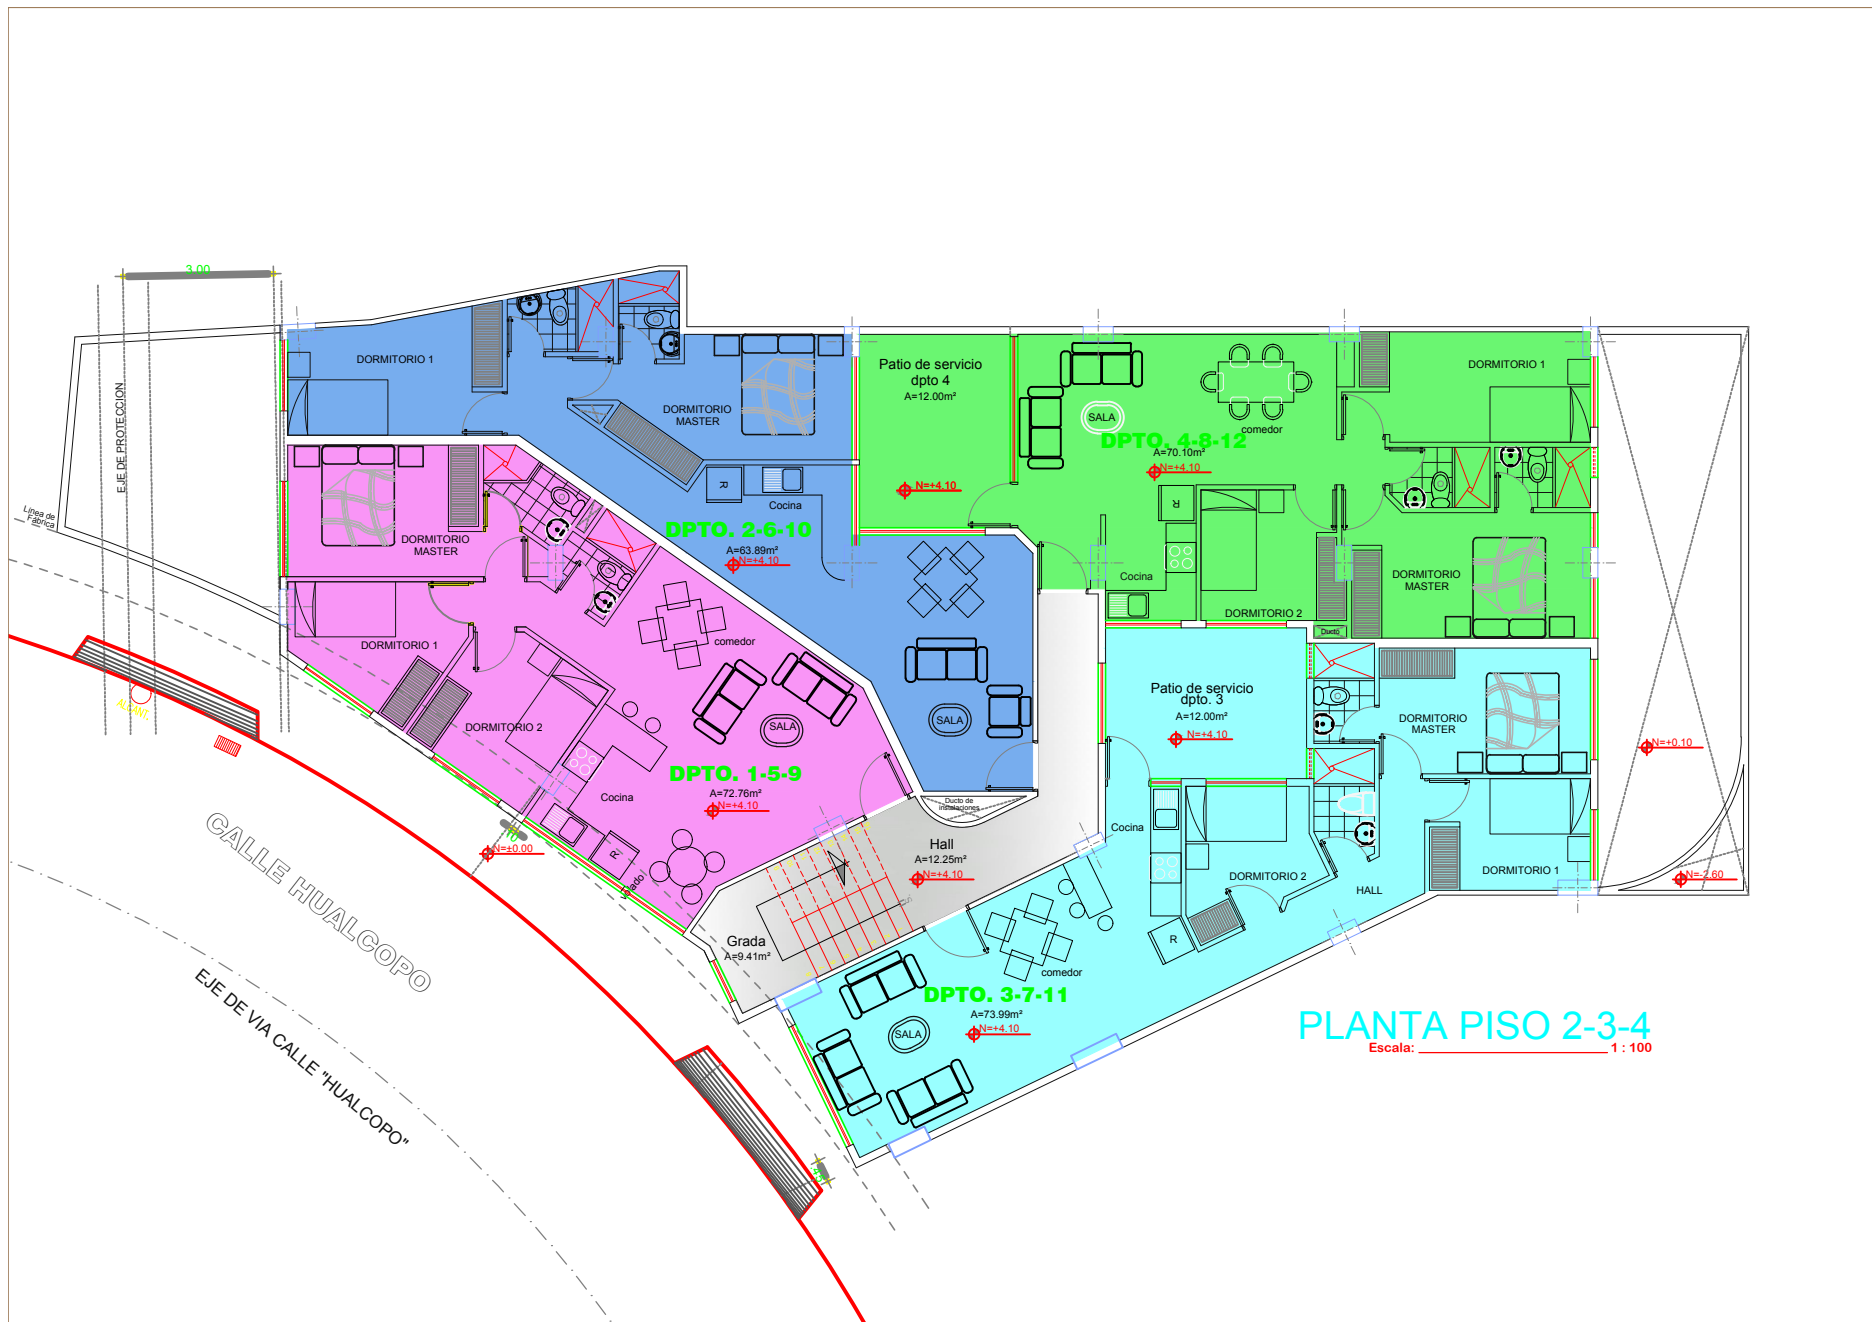 3.00
EJE DE PROTECCION
Línea de
Fábrica
DORMITORIO 1
DORMITORIO
MASTER
R
Cocina
DPTO. 2-6-10
A=63.89m²
N=+4.10
SALA
Patio de servicio
dpto 4
A=12.00m²
N=+4.10
SALA
comedor
DPTO. 4-8-12
A=70.10m²
N=+4.10
R
Cocina
DORMITORIO 2
Ducto
DORMITORIO 1
DORMITORIO
MASTER
DORMITORIO
MASTER
DORMITORIO 1
DORMITORIO 2
comedor
SALA
DPTO. 1-5-9
A=72.76m²
N=+4.10
Cocina
R
Volado
N=±0.00
ALCANT.
Ducto de
instalaciones
Hall
A=12.25m²
N=+4.10
Grada
A=9.41m²
Patio de servicio
dpto. 3
A=12.00m²
N=+4.10
DORMITORIO
MASTER
Cocina
R
DORMITORIO 2
HALL
DORMITORIO 1
comedor
DPTO. 3-7-11
A=73.99m²
N=+4.10
SALA
N=+0.10
N=-2.60
CALLE HUALCOPO
EJE DE VIA CALLE "HUALCOPO"
PLANTA PISO 2-3-4
Escala: 1 : 100